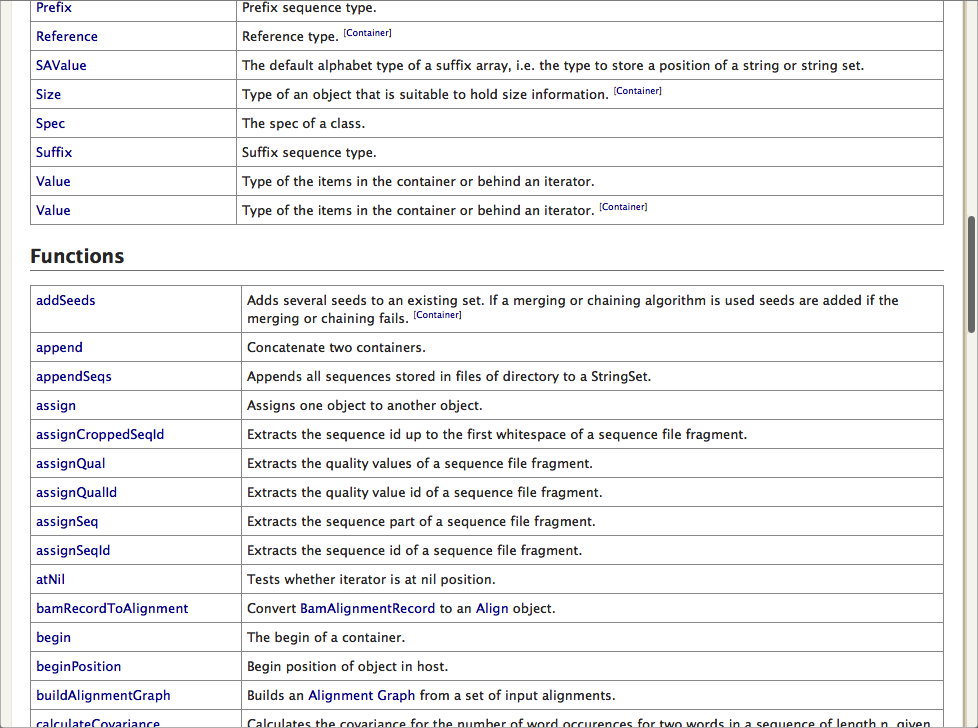 Prefix Prefix sequence type.
Reference Reference type. [Container]
SAValue The default alphabet type of a suffix array, i.e. the type to store a position of a string or string set.
Size Type of an object that is suitable to hold size information. [Container]
Spec The spec of a class.
Suffix Suffix sequence type.
Value Type of the items in the container or behind an iterator.
Value Type of the items in the container or behind an iterator. [Container]
Functions
addSeeds Adds several seeds to an existing set. If a merging or chaining algorithm is used seeds are added if the
merging or chaining fails. [Container]
append Concatenate two containers.
appendSeqs Appends all sequences stored in files of directory to a StringSet.
assign Assigns one object to another object.
assignCroppedSeqId Extracts the sequence id up to the first whitespace of a sequence file fragment.
assignQual Extracts the quality values of a sequence file fragment.
assignQualId Extracts the quality value id of a sequence file fragment.
assignSeq Extracts the sequence part of a sequence file fragment.
assignSeqId Extracts the sequence id of a sequence file fragment.
atNil Tests whether iterator is at nil position.
bamRecordToAlignment Convert BamAlignmentRecord to an Align object.
begin The begin of a container.
beginPosition Begin position of object in host.
buildAlignmentGraph Builds an Alignment Graph from a set of input alignments.
calculateCovariance Calculates the covariance for the number of word occurences for two words in a sequence of length n, given